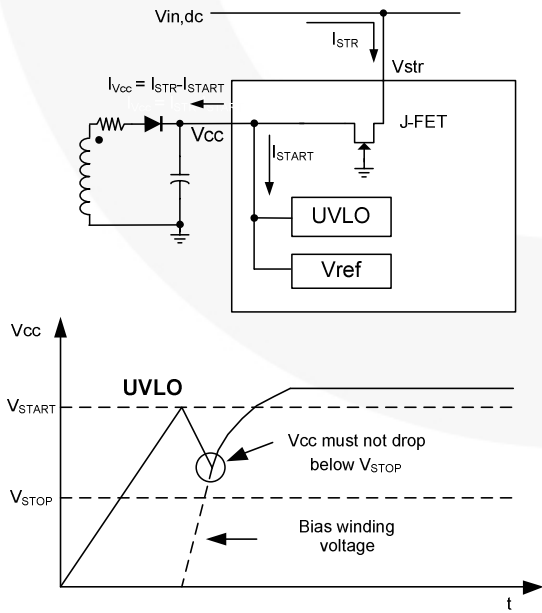 Vin,dc
ISTR
Vstr
IVcc = ISTR-ISTART
J-FET
Vcc
ISTART
UVLO
Vref
Vcc
UVLO
VSTART
Vcc must not drop
below VSTOP
VSTOP
Bias winding
voltage
t